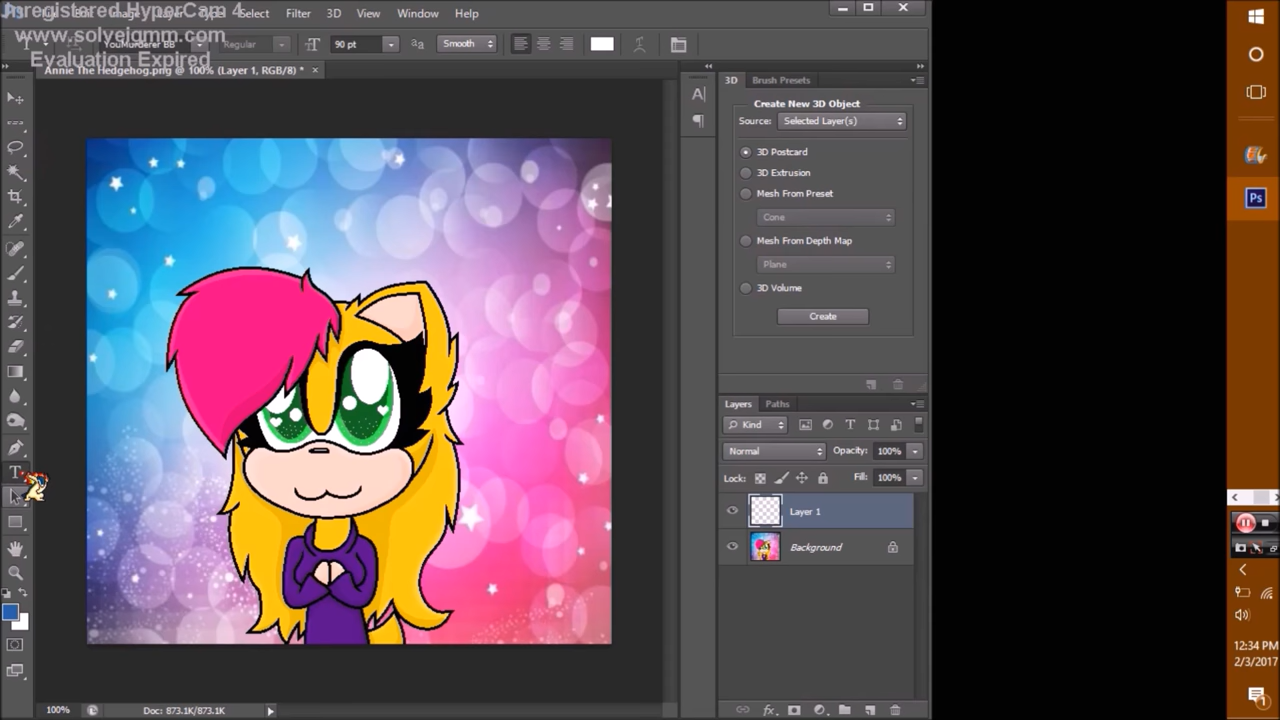 Unregistered HyperCam 4
Ps Select Filter 3D View Window Help
www.solveigmm.com
YouMurderer BB Regular 90 pt aa Smooth
Evaluation Expired
Annie The Hedgehog.png @ 100% (Layer 1, RGB/8) * ×
3D Brush Presets
Create New 3D Object
Source: Selected Layer(s)
3D Postcard
3D Extrusion
Mesh From Preset
Cone
Mesh From Depth Map
Plane
3D Volume
Create
Layers Paths
Kind
Normal Opacity: 100%
Lock: Fill: 100%
Layer 1
Background
100% Doc: 873.1K/873.1K
Ps
12:34 PM
2/3/2017